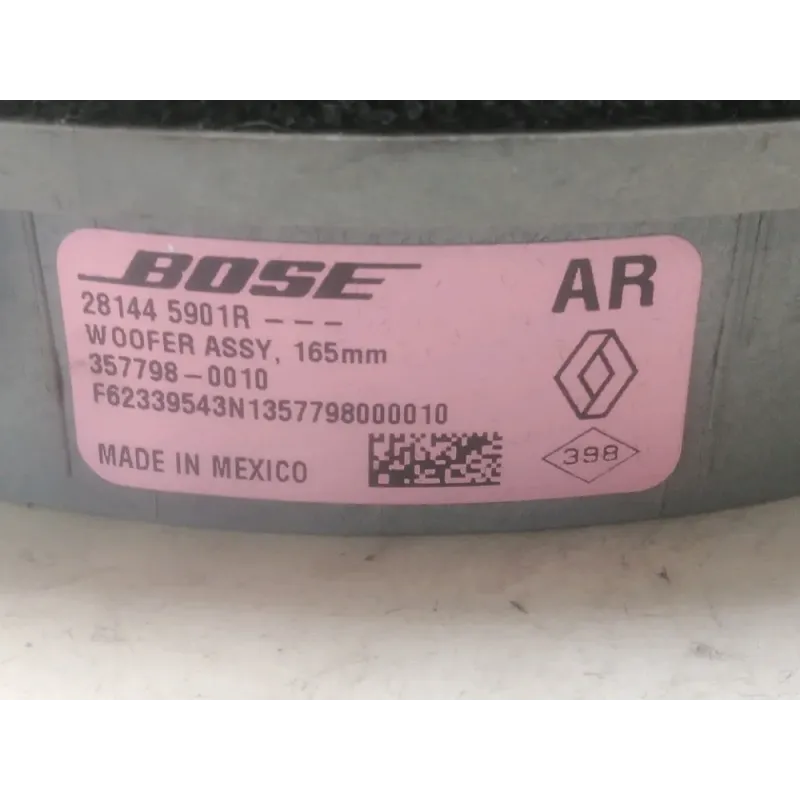 BOSE
AR
28144 5901R ---
WOOFER ASSY, 165mm
357798-0010
F62339543N1357798000010
MADE IN MEXICO
398